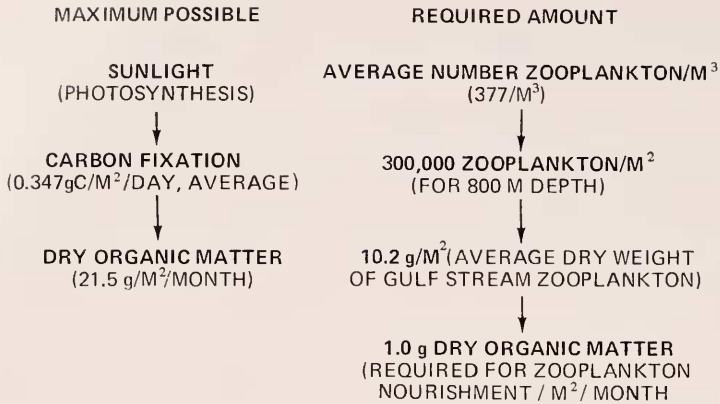 MAXIMUM POSSIBLE
SUNLIGHT
(PHOTOSYNTHESIS)
CARBON FIXATION
(0.347gC/M²/DAY, AVERAGE)
DRY ORGANIC MATTER
(21.5 g/M²/MONTH)
REQUIRED AMOUNT
AVERAGE NUMBER ZOOPLANKTON/M³
(377/M³)
300,000 ZOOPLANKTON/M²
(FOR 800 M DEPTH)
10.2 g/M² (AVERAGE DRY WEIGHT
OF GULF STREAM ZOOPLANKTON)
1.0 g DRY ORGANIC MATTER
(REQUIRED FOR ZOOPLANKTON
NOURISHMENT / M² / MONTH